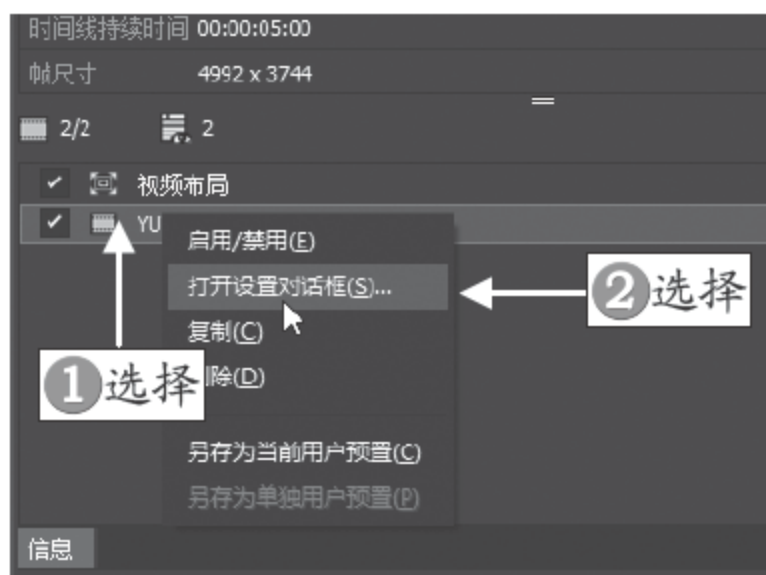 时间线持续时间 00:00:05:00
帧尺寸 4992 x 3744
2/2 2
视频布局
YU
启用/禁用(E)
打开设置对话框(S)...
2选择
复制(C)
1选择
除(D)
另存为当前用户预置(C)
另存为单独用户预置(P)
信息